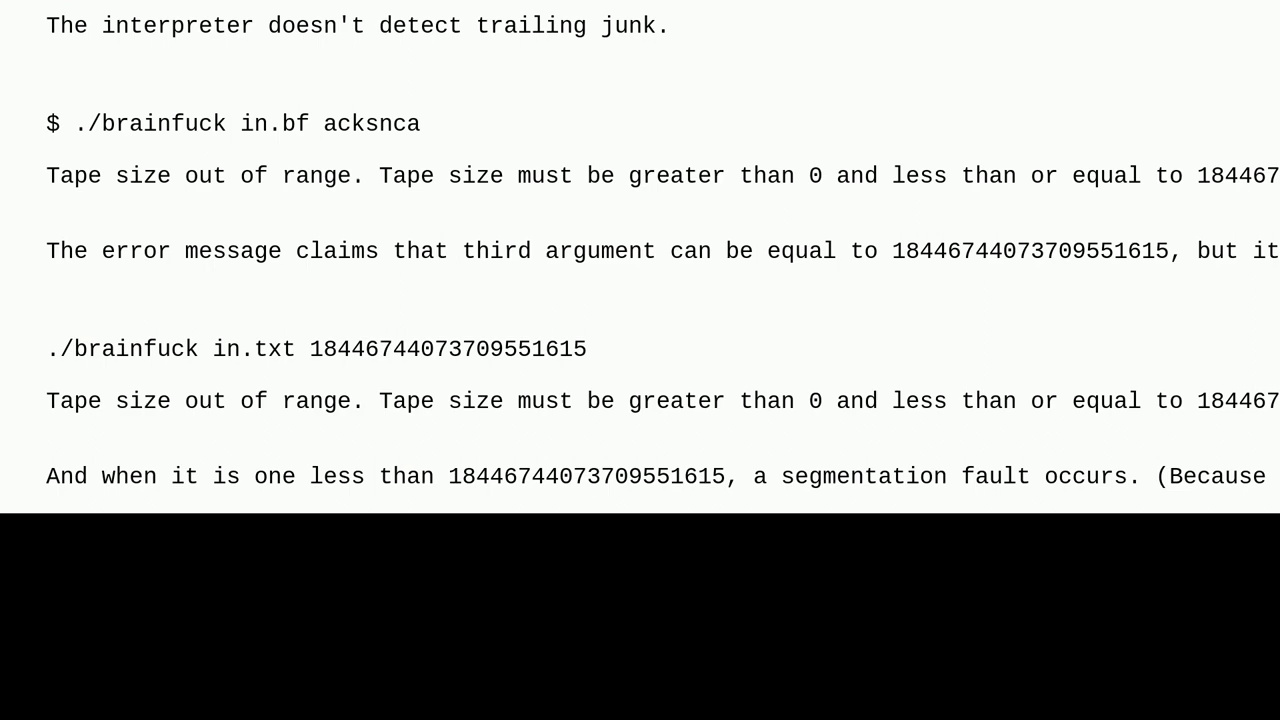 The interpreter doesn't detect trailing junk.
$ ./brainfuck in.bf acksnca
Tape size out of range. Tape size must be greater than 0 and less than or equal to 184467
The error message claims that third argument can be equal to 18446744073709551615, but it
./brainfuck in.txt 18446744073709551615
Tape size out of range. Tape size must be greater than 0 and less than or equal to 184467
And when it is one less than 18446744073709551615, a segmentation fault occurs. (Because